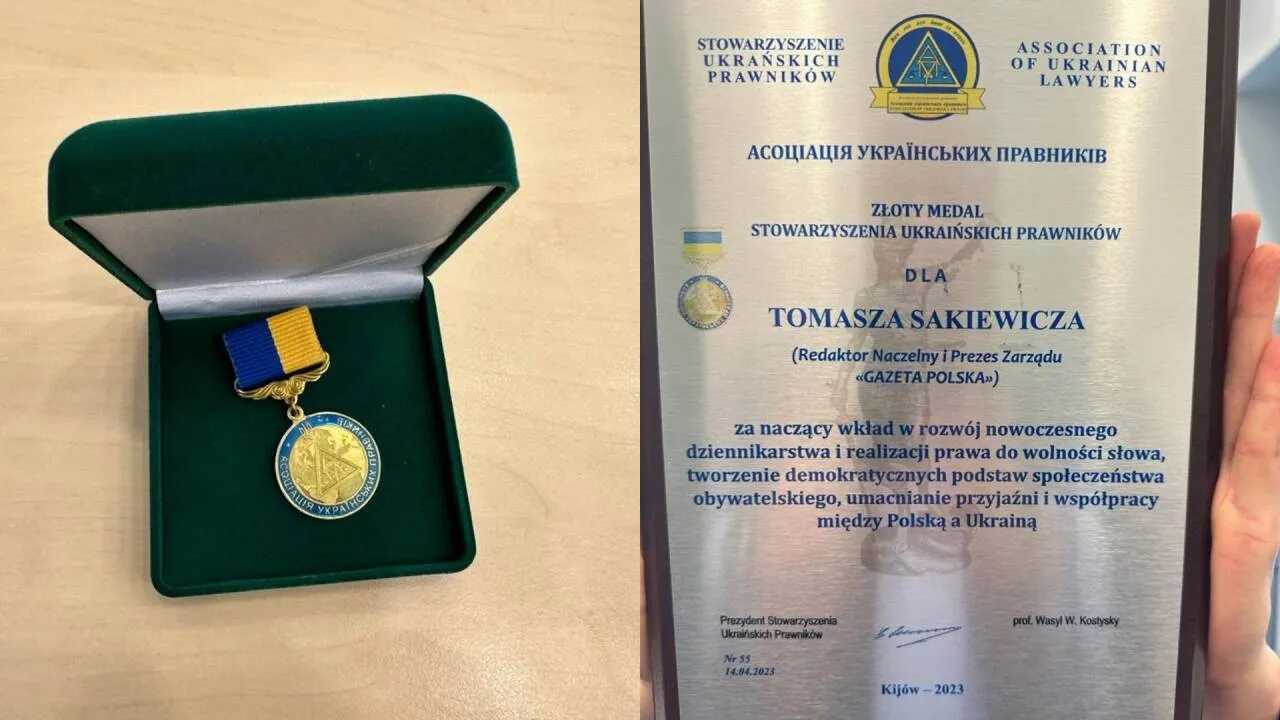 АСОЦІАЦІЯ УКРАЇНСЬКИХ ПРАВНИКІВ
STOWARZYSZENIE
UKRAŃSKICH
PRAWNIKÓW
ASSOCIATION
OF UKRAINIAN
LAWYERS
АСОЦІАЦІЯ УКРАЇНСЬКИХ ПРАВНИКІВ
ZŁOTY MEDAL
STOWARZYSZENIA UKRAIŃSKICH PRAWNIKÓW
DLA
TOMASZA SAKIEWICZA
(Redaktor Naczelny i Prezes Zarządu
«GAZETA POLSKA»)
za naczący wkład w rozwój nowoczesnego
dziennikarstwa i realizacji prawa do wolności słowa,
tworzenie demokratycznych podstaw społeczeństwa
obywatelskiego, umacnianie przyjaźni i współpracy
między Polską a Ukrainą
Prezydent Stowarzyszenia
Ukraińskich Prawników
prof. Wasyl W. Kostysky
Nr 55
14.04.2023
Kijów – 2023